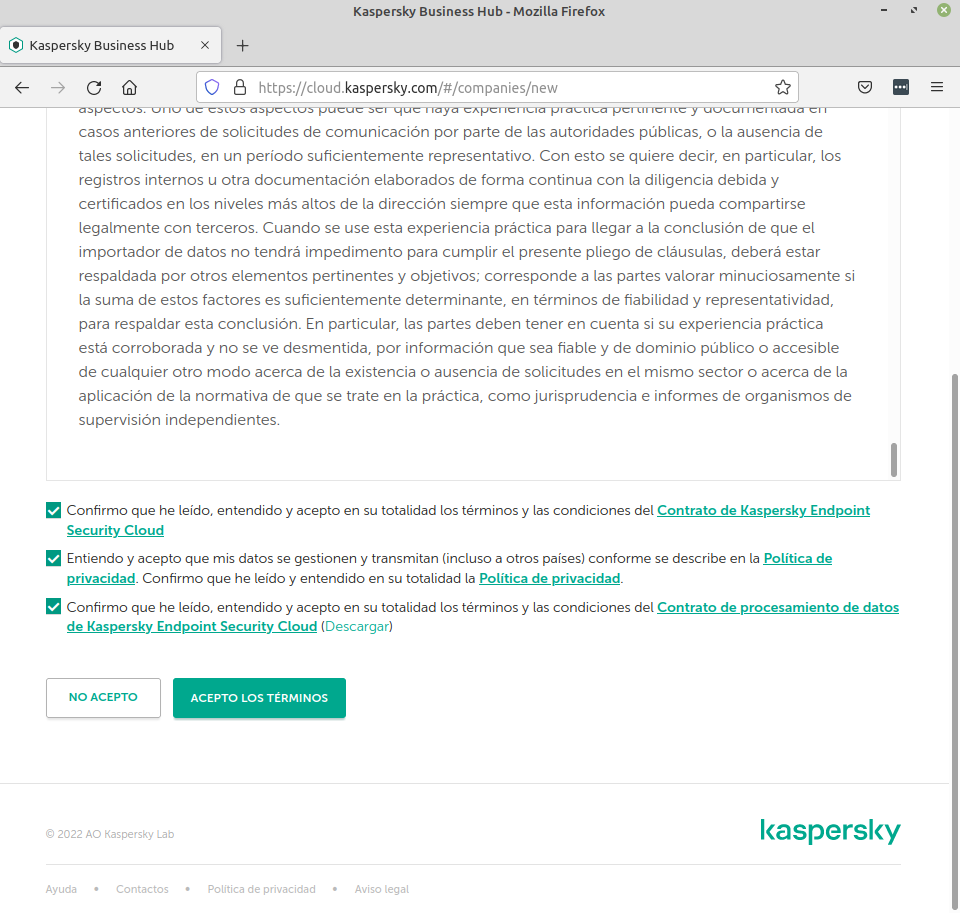 Kaspersky Business Hub - Mozilla Firefox
Kaspersky Business Hub
https://cloud.kaspersky.com/#/companies/new
aspectos. Uno de estos aspectos puede ser que haya experiencia práctica pertinente y documentada en
casos anteriores de solicitudes de comunicación por parte de las autoridades públicas, o la ausencia de
tales solicitudes, en un período suficientemente representativo. Con esto se quiere decir, en particular, los
registros internos u otra documentación elaborados de forma continua con la diligencia debida y
certificados en los niveles más altos de la dirección siempre que esta información pueda compartirse
legalmente con terceros. Cuando se use esta experiencia práctica para llegar a la conclusión de que el
importador de datos no tendrá impedimento para cumplir el presente pliego de cláusulas, deberá estar
respaldada por otros elementos pertinentes y objetivos; corresponde a las partes valorar minuciosamente si
la suma de estos factores es suficientemente determinante, en términos de fiabilidad y representatividad,
para respaldar esta conclusión. En particular, las partes deben tener en cuenta si su experiencia práctica
está corroborada y no se ve desmentida, por información que sea fiable y de dominio público o accesible
de cualquier otro modo acerca de la existencia o ausencia de solicitudes en el mismo sector o acerca de la
aplicación de la normativa de que se trate en la práctica, como jurisprudencia e informes de organismos de
supervisión independientes.
Confirmo que he leído, entendido y acepto en su totalidad los términos y las condiciones del Contrato de Kaspersky Endpoint
Security Cloud
Entiendo y acepto que mis datos se gestionen y transmitan (incluso a otros países) conforme se describe en la Política de
privacidad. Confirmo que he leído y entendido en su totalidad la Política de privacidad.
Confirmo que he leído, entendido y acepto en su totalidad los términos y las condiciones del Contrato de procesamiento de datos
de Kaspersky Endpoint Security Cloud (Descargar)
NO ACEPTO
ACEPTO LOS TÉRMINOS
© 2022 AO Kaspersky Lab
kaspersky
Ayuda • Contactos • Política de privacidad • Aviso legal